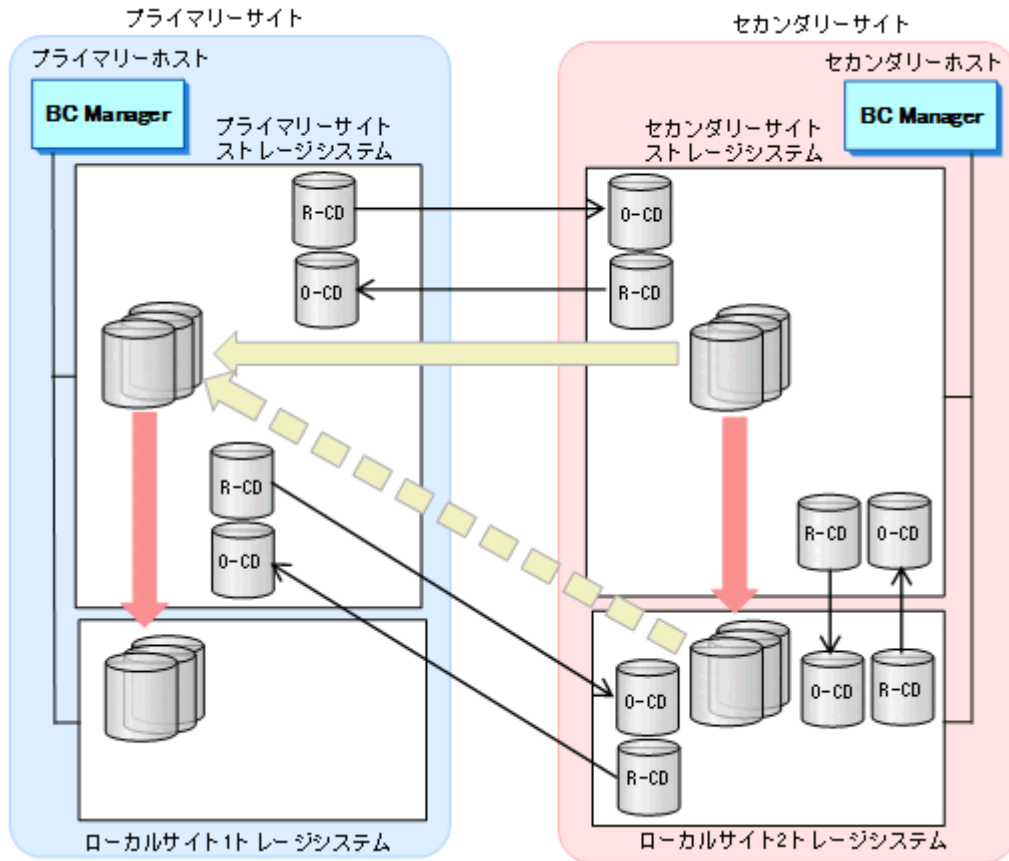 プライマリーサイト
セカンダリーサイト
プライマリーホスト
セカンダリーホスト
BC Manager
BC Manager
プライマリーサイト
ストレージシステム
セカンダリーサイト
ストレージシステム
R-CD
O-CD
O-CD
R-CD
R-CD
O-CD
R-CD
O-CD
O-CD
R-CD
O-CD
R-CD
ローカルサイト1トレージシステム
ローカルサイト2トレージシステム